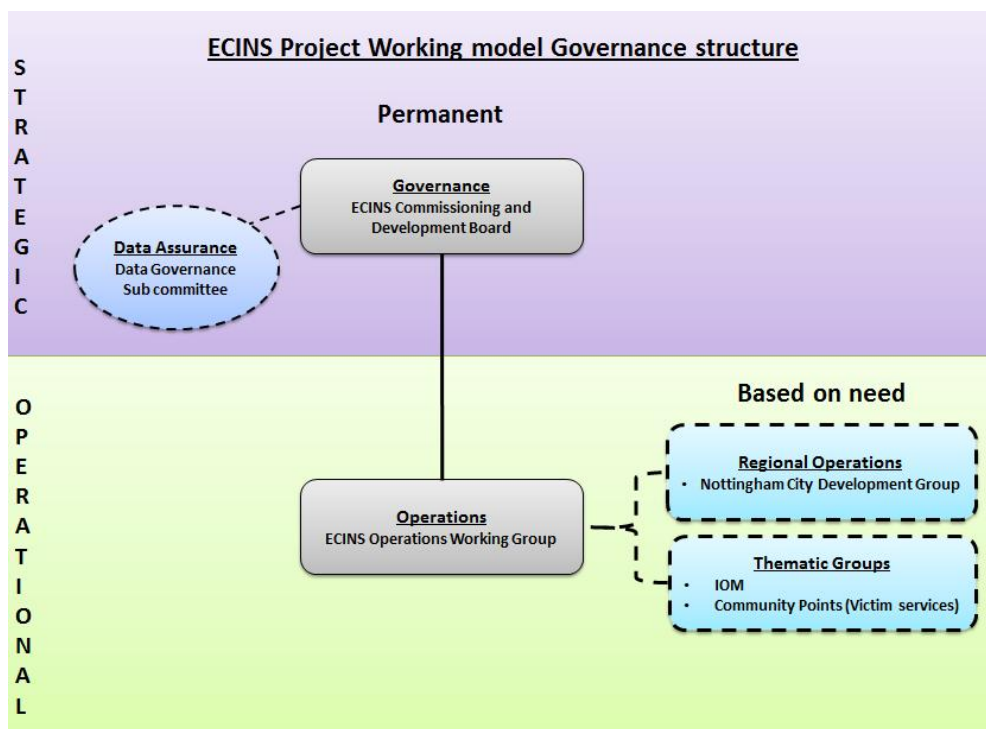 ECINS Project Working model Governance structure
STRATEGIC
Permanent
Governance
ECINS Commissioning and
Development Board
Data Assurance
Data Governance
Sub committee
OPERATIONAL
Based on need
Regional Operations
• Nottingham City Development Group
Operations
ECINS Operations Working Group
Thematic Groups
• IOM
• Community Points (Victim services)